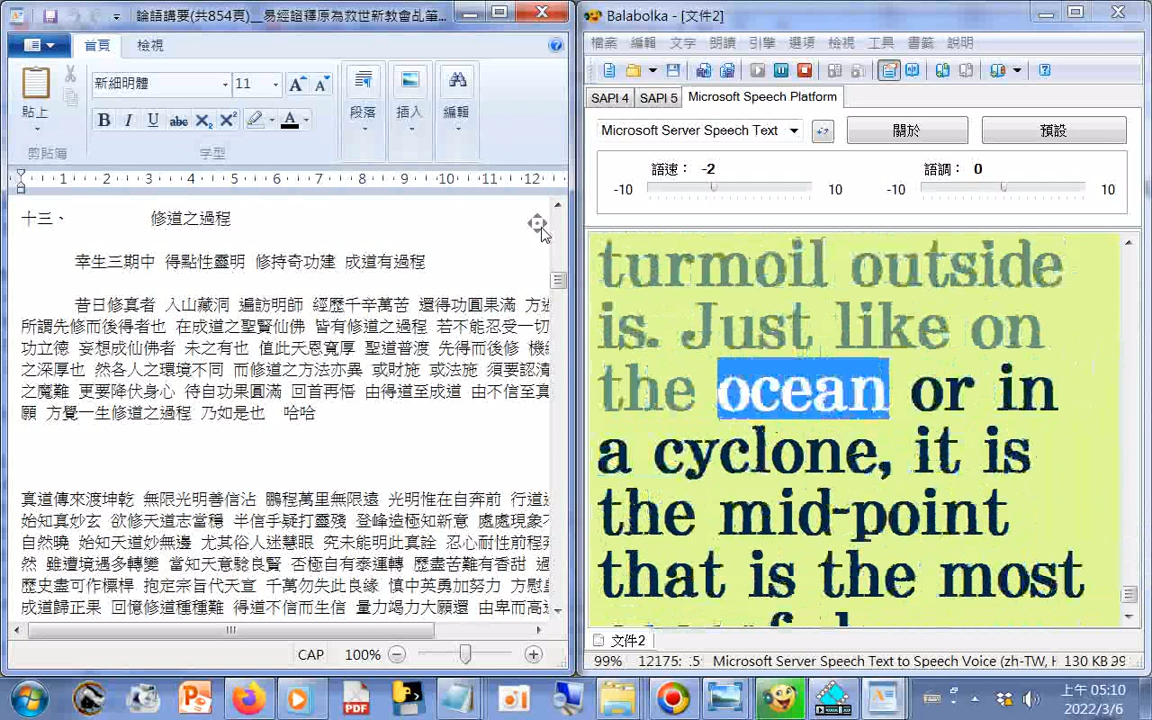 論語講要(共854頁)__易經證釋原為救世新教會乩筆...
首頁 檢視
新細明體 11
貼上
B I U abc X₂ X² A
段落 插入 編輯
剪貼簿 字型
1 2 3 4 5 6 7 8 9 10 11 12
十三、 修道之過程
幸生三期中 得點性靈明 修持奇功建 成道有過程
昔日修真者 入山藏洞 遍訪明師 經歷千辛萬苦 還得功圓果滿 方
所謂先修而後得者也 在成道之聖賢仙佛 皆有修道之過程 若不能忍受一切
功立德 妄想成仙佛者 未之有也 值此天恩寬厚 聖道普渡 先得而後修 機
之深厚也 然各人之環境不同 而修道之方法亦異 或財施 或法施 須要認清
之魔難 更要降伏身心 待自功果圓滿 回首再悟 由得道至成道 由不信至真
願 方覺一生修道之過程 乃如是也 哈哈
真道傳來渡坤乾 無限光明善信沾 鵬程萬里無限遠 光明惟在自奔前 行道
始知真妙玄 欲修天道志當穩 半信半疑打靈殘 登峰造極知新意 處處現象
自然曉 始知天道妙無邊 尤其俗人迷慧眼 究未能明此真詮 忍心耐性前程
然 雖遭境遇多轉變 當知天意驗良賢 否極自有泰運轉 歷盡苦難有香甜
歷史盡可作標桿 抱定宗旨代天宣 千萬勿失此良緣 慎中英勇加努力 方慰
成道歸正果 回憶修道種種難 得道不信而生信 量力竭力大願還 由卑而高
CAP 100%
Balabolka - [文件2]
檔案 編輯 文字 朗讀 引擎 選項 檢視 工具 書籤 說明
SAPI 4 SAPI 5 Microsoft Speech Platform
Microsoft Server Speech Text 關於 預設
語速： -2 語調： 0
-10 10 -10 10
turmoil outside
is. Just like on
the ocean or in
a cyclone, it is
the mid-point
that is the most
文件2
99% 12175: .5 Microsoft Server Speech Text to Speech Voice (zh-TW, H 130 KB
PDF
上午 05:10
2022/3/6